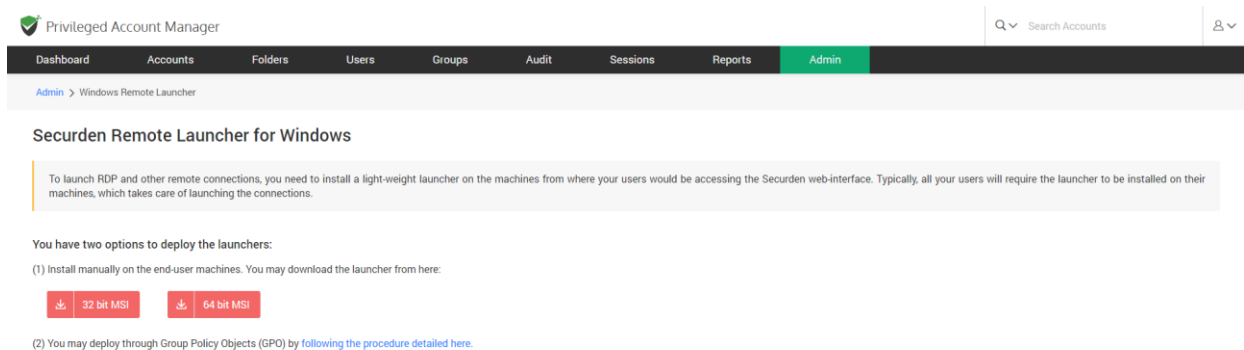 Privileged Account Manager
Search Accounts
Dashboard Accounts Folders Users Groups Audit Sessions Reports Admin
Admin > Windows Remote Launcher
Securden Remote Launcher for Windows
To launch RDP and other remote connections, you need to install a light-weight launcher on the machines from where your users would be accessing the Securden web-interface. Typically, all your users will require the launcher to be installed on their
machines, which takes care of launching the connections.
You have two options to deploy the launchers:
(1) Install manually on the end-user machines. You may download the launcher from here:
32 bit MSI 64 bit MSI
(2) You may deploy through Group Policy Objects (GPO) by following the procedure detailed here.